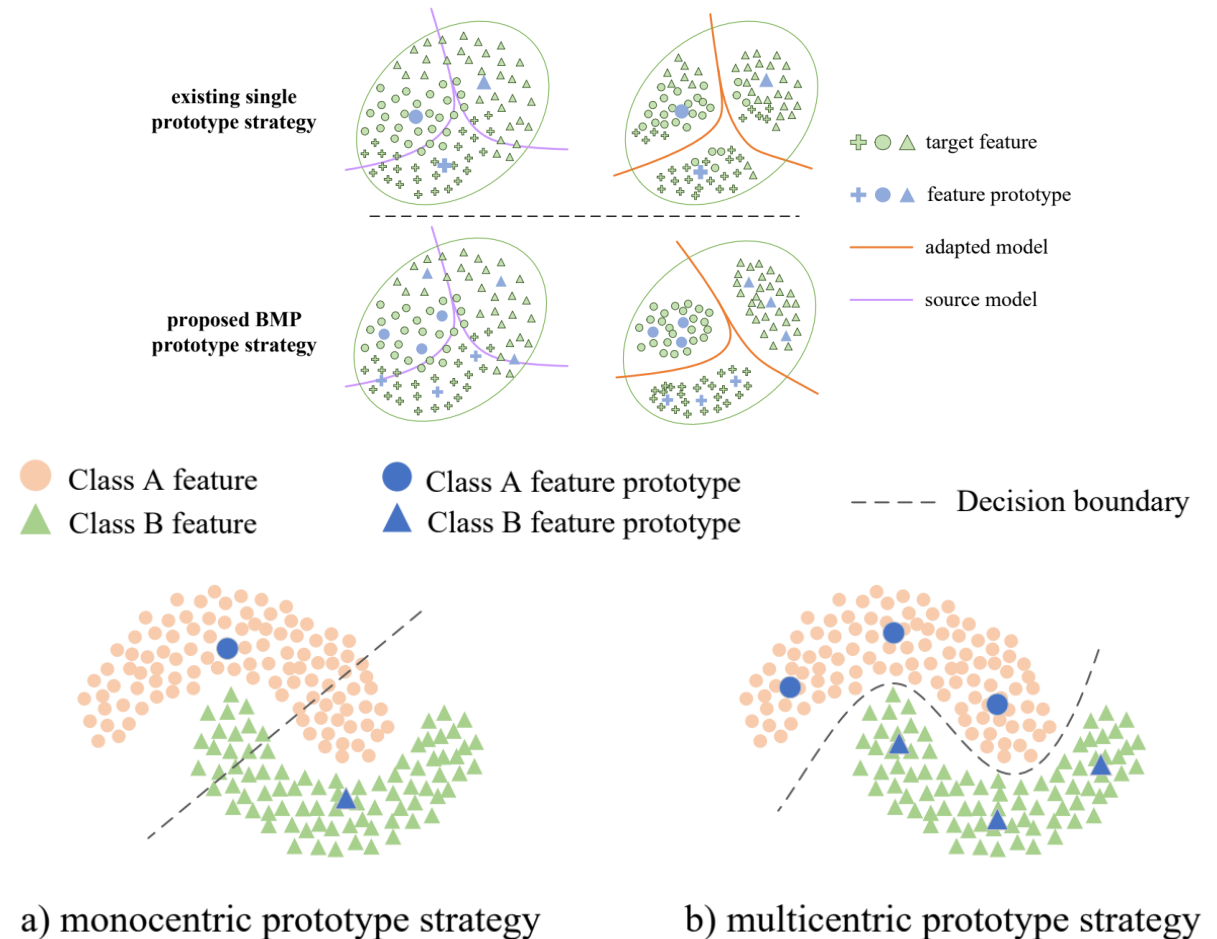 existing single
prototype strategy
target feature
feature prototype
adapted model
source model
proposed BMP
prototype strategy
Class A feature
Class B feature
Class A feature prototype
Class B feature prototype
Decision boundary
a) monocentric prototype strategy
b) multicentric prototype strategy